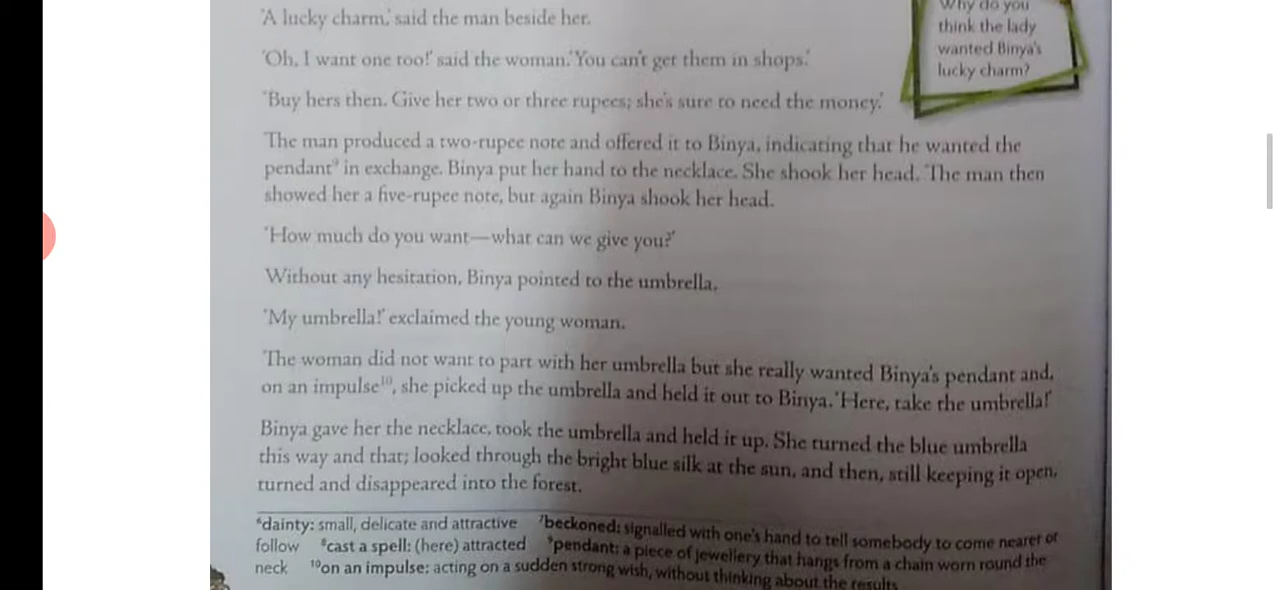 'A lucky charm,' said the man beside her.
'Oh, I want one too!' said the woman. 'You can't get them in shops.'
'Buy hers then. Give her two or three rupees; she's sure to need the money.'
Why do you
think the lady
wanted Binya's
lucky charm?
The man produced a two-rupee note and offered it to Binya, indicating that he wanted the
pendant⁹ in exchange. Binya put her hand to the necklace. She shook her head. The man then
showed her a five-rupee note, but again Binya shook her head.
'How much do you want—what can we give you?'
Without any hesitation, Binya pointed to the umbrella.
'My umbrella!' exclaimed the young woman.
The woman did not want to part with her umbrella but she really wanted Binya's pendant and,
on an impulse¹⁰, she picked up the umbrella and held it out to Binya. 'Here, take the umbrella!'
Binya gave her the necklace, took the umbrella and held it up. She turned the blue umbrella
this way and that; looked through the bright blue silk at the sun, and then, still keeping it open,
turned and disappeared into the forest.
⁶dainty: small, delicate and attractive ⁷beckoned: signalled with one's hand to tell somebody to come nearer or
follow ⁸cast a spell: (here) attracted ⁹pendant: a piece of jewellery that hangs from a chain worn round the
neck ¹⁰on an impulse: acting on a sudden strong wish, without thinking about the results